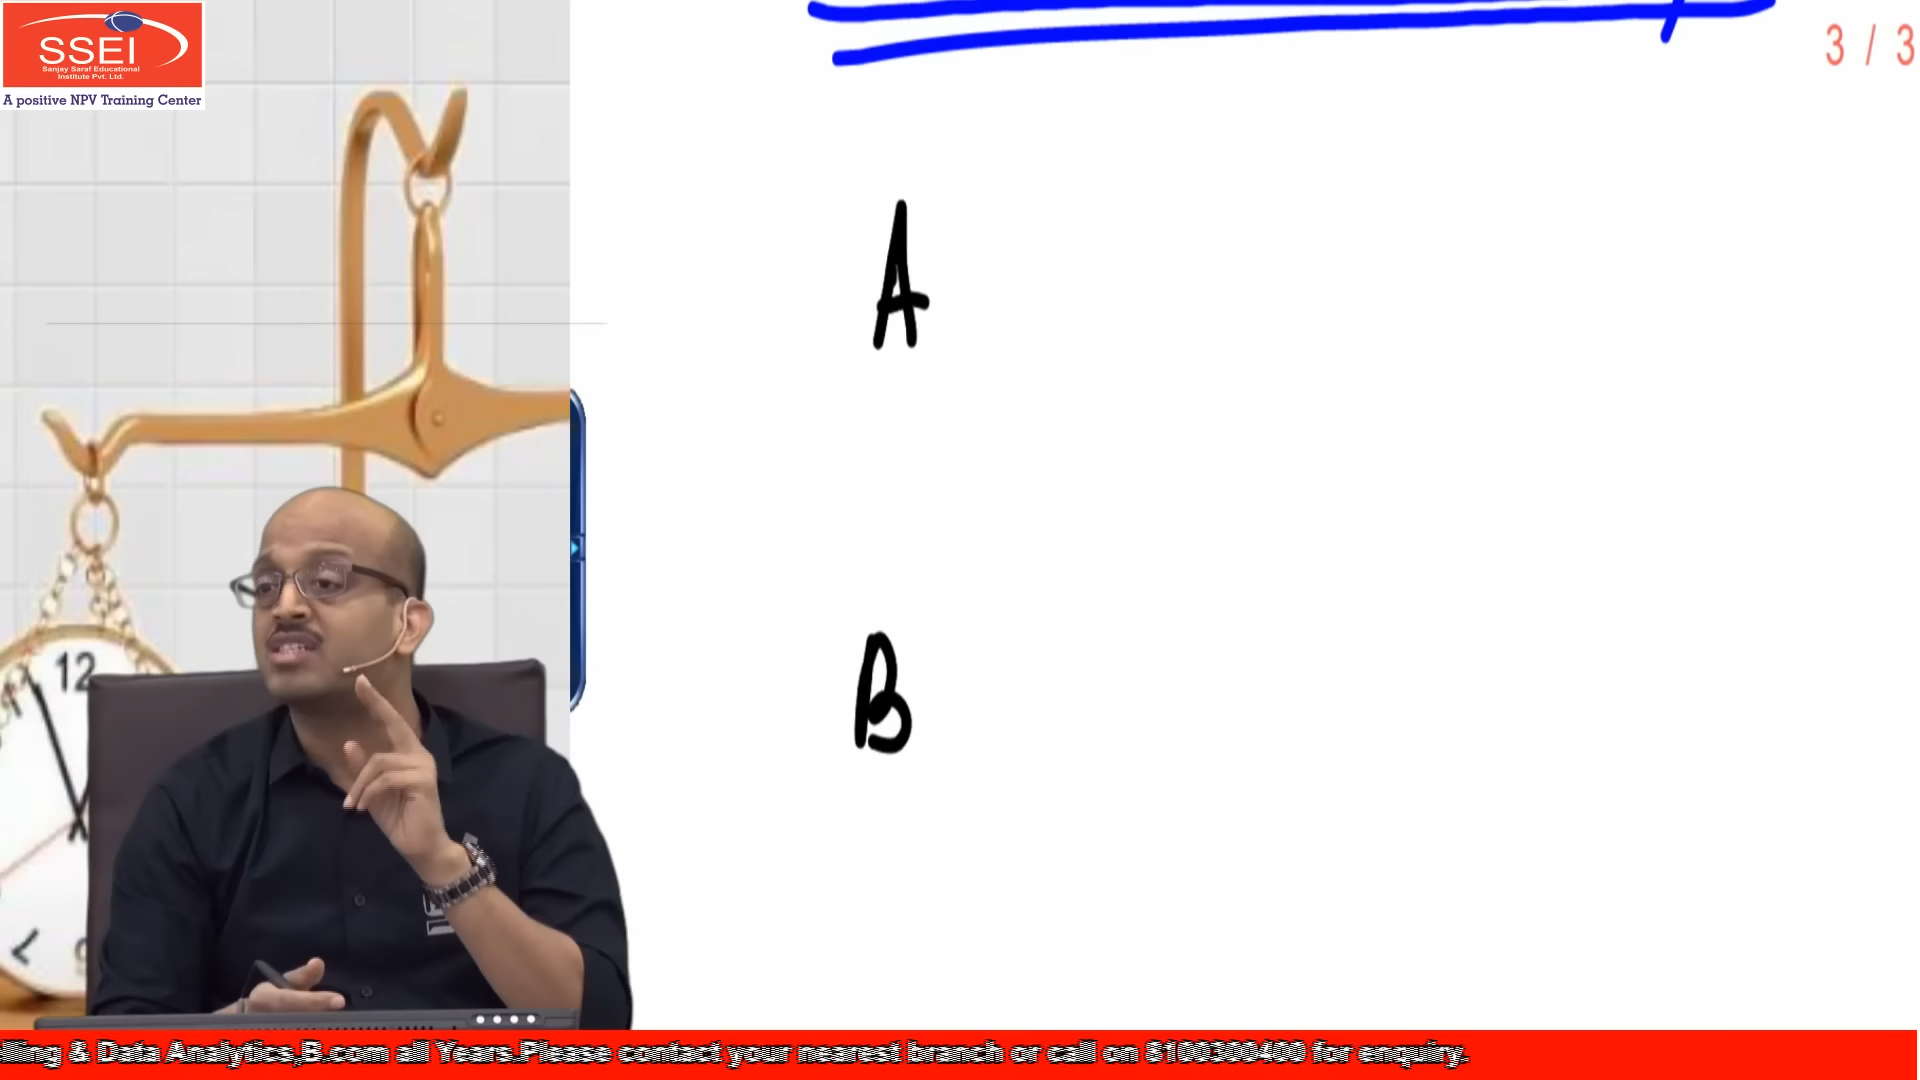 SSEI
Sanjay Saraf Educational
Institute Pvt. Ltd.
A positive NPV Training Center
3 / 3
A
B
12
9
& Data Analytics,B.com all Years.Please contact your nearest branch or call on 8100300400 for enquiry.